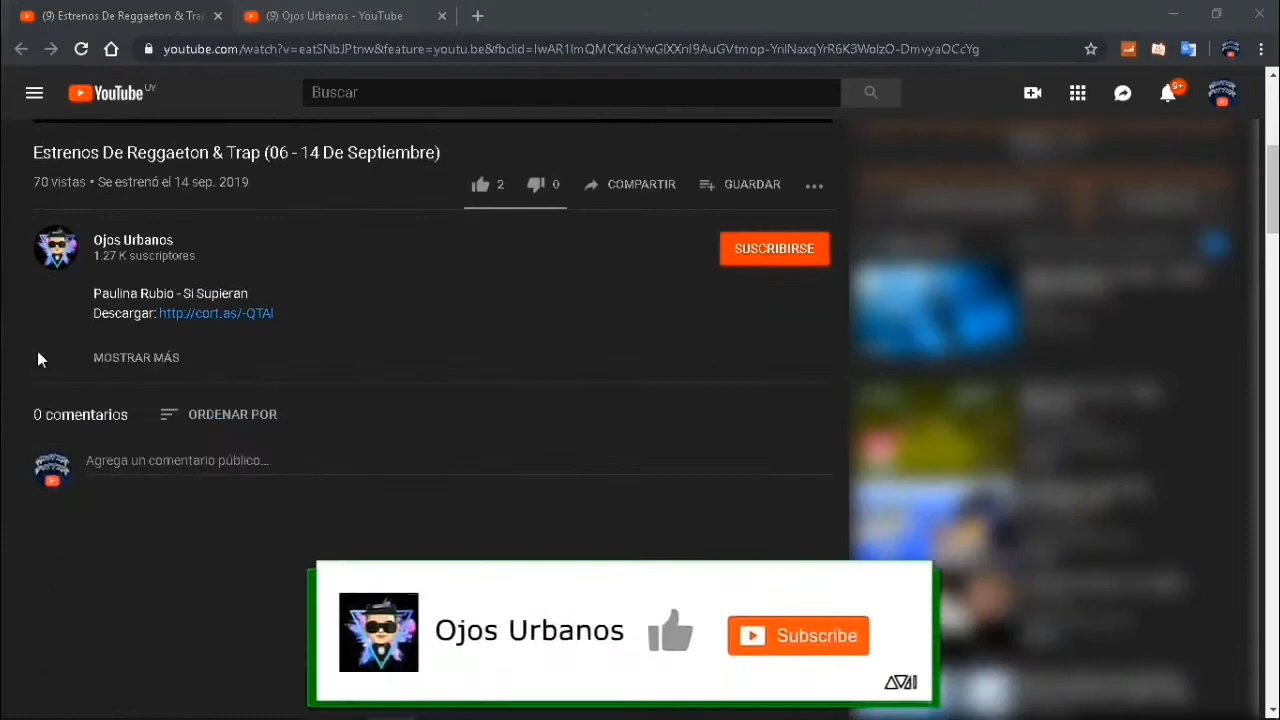 (9) Estrenos De Reggaeton & Trap
(9) Ojos Urbanos - YouTube
youtube.com/watch?v=eatSNbJPtnw&feature=youtu.be&fbclid=IwAR1ImQMCKdaYwGlXXnI9AuGVtmop-YriINaxqYrR6K3WolzO-DmvyaOCcYg
YouTube UY
Buscar
9+
Estrenos De Reggaeton & Trap (06 - 14 De Septiembre)
70 vistas • Se estrenó el 14 sep. 2019
2
0
COMPARTIR
GUARDAR
Ojos Urbanos
1.27 K suscriptores
SUSCRIBIRSE
Paulina Rubio - Si Supieran
Descargar: http://cort.as/-QTAI
MOSTRAR MÁS
0 comentarios
ORDENAR POR
Agrega un comentario público...
Ojos Urbanos
Subscribe